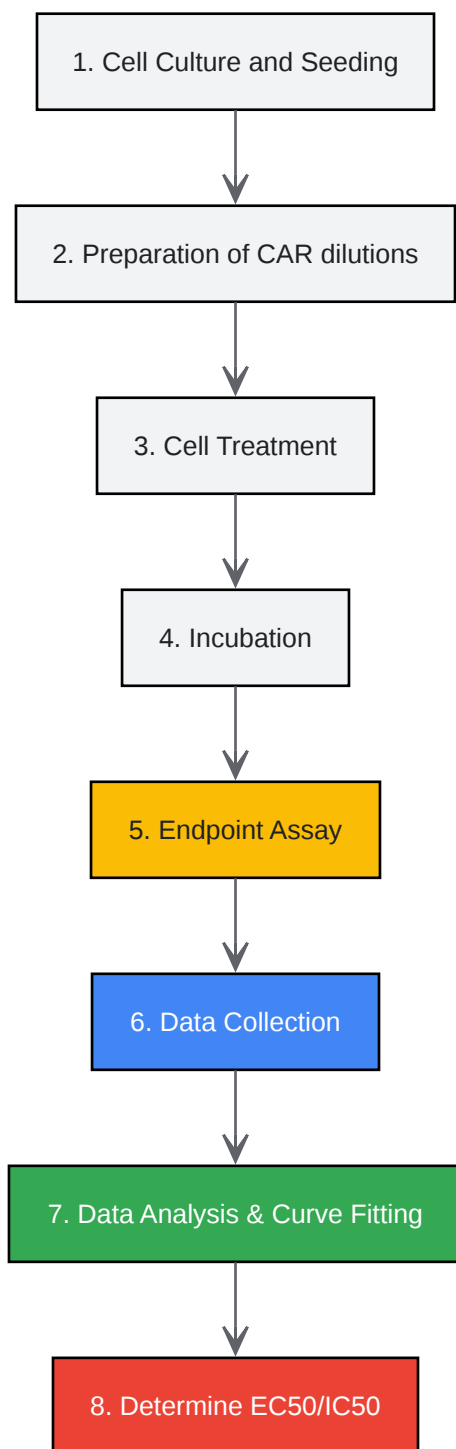 1. Cell Culture and Seeding
2. Preparation of CAR dilutions
3. Cell Treatment
4. Incubation
5. Endpoint Assay
6. Data Collection
7. Data Analysis & Curve Fitting
8. Determine EC50/IC50